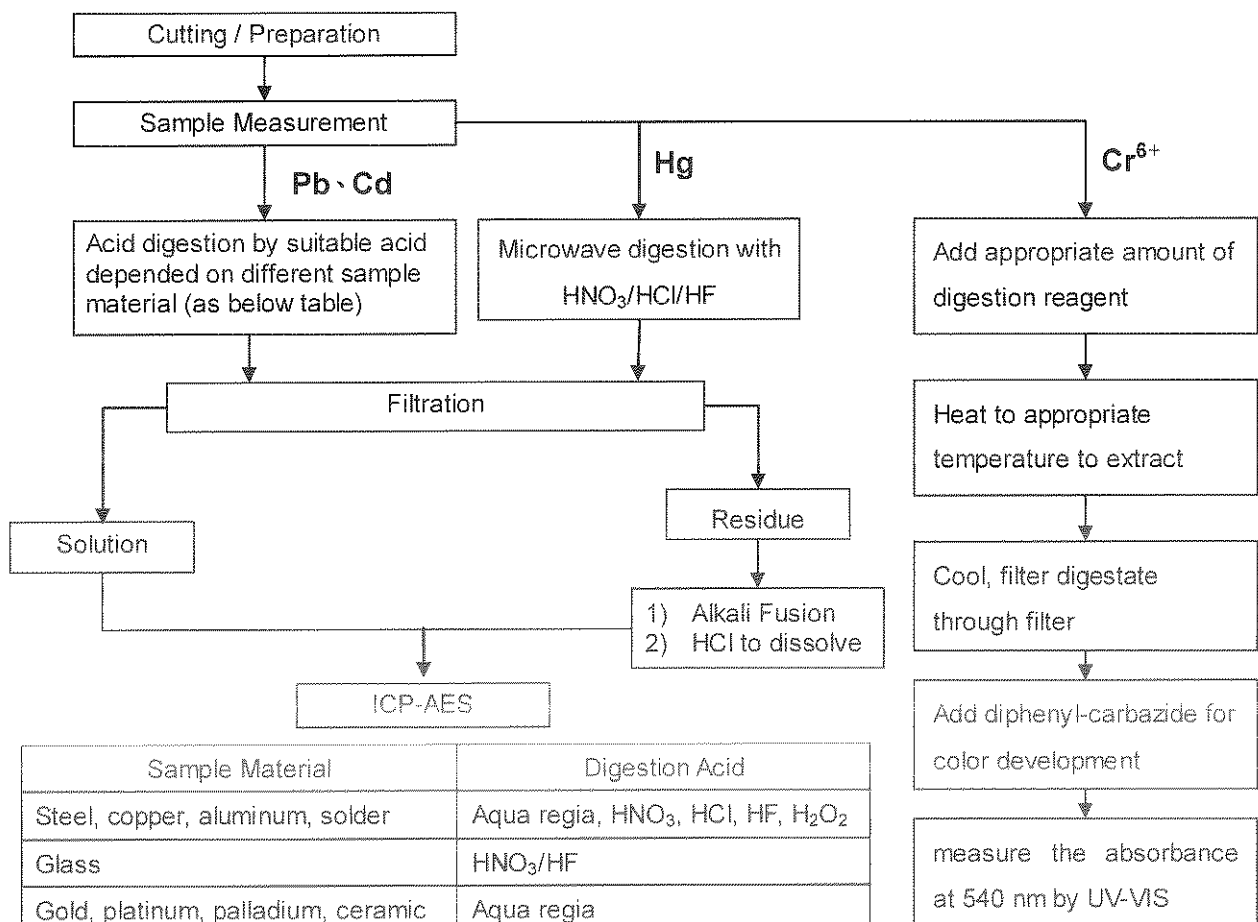 Cutting / Preparation
Sample Measurement
Pb、Cd
Hg
Cr⁶⁺
Acid digestion by suitable acid
depended on different sample
material (as below table)
Microwave digestion with
HNO₃/HCl/HF
Add appropriate amount of
digestion reagent
Filtration
Heat to appropriate
temperature to extract
Solution
Residue
1) Alkali Fusion
2) HCl to dissolve
Cool, filter digestate
through filter
ICP-AES
Add diphenyl-carbazide for
color development
measure the absorbance
at 540 nm by UV-VIS
Sample Material Digestion Acid
Steel, copper, aluminum, solder Aqua regia, HNO₃, HCl, HF, H₂O₂
Glass HNO₃/HF
Gold, platinum, palladium, ceramic Aqua regia